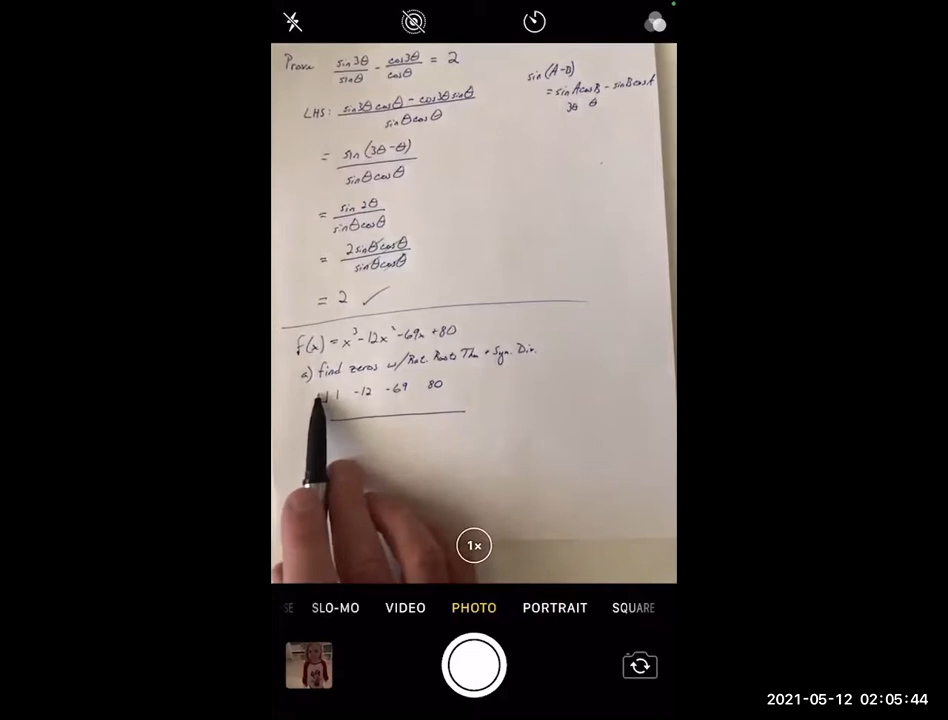 Prove sin3θ/sinθ - cos3θ/cosθ = 2
sin(A-B)
= sinAcosB - sinBcosA
3θ θ
LHS: sin3θcosθ - cos3θsinθ / sinθcosθ
= sin(3θ-θ) / sinθcosθ
= sin2θ / sinθcosθ
= 2sinθcosθ / sinθcosθ
= 2 ✓
f(x) = x³-12x²-69x+80
a) find zeros w/Rat. Roots Thm + Syn. Div.
1 -12 -69 80
1x
SLO-MO VIDEO PHOTO PORTRAIT SQUARE
2021-05-12 02:05:44